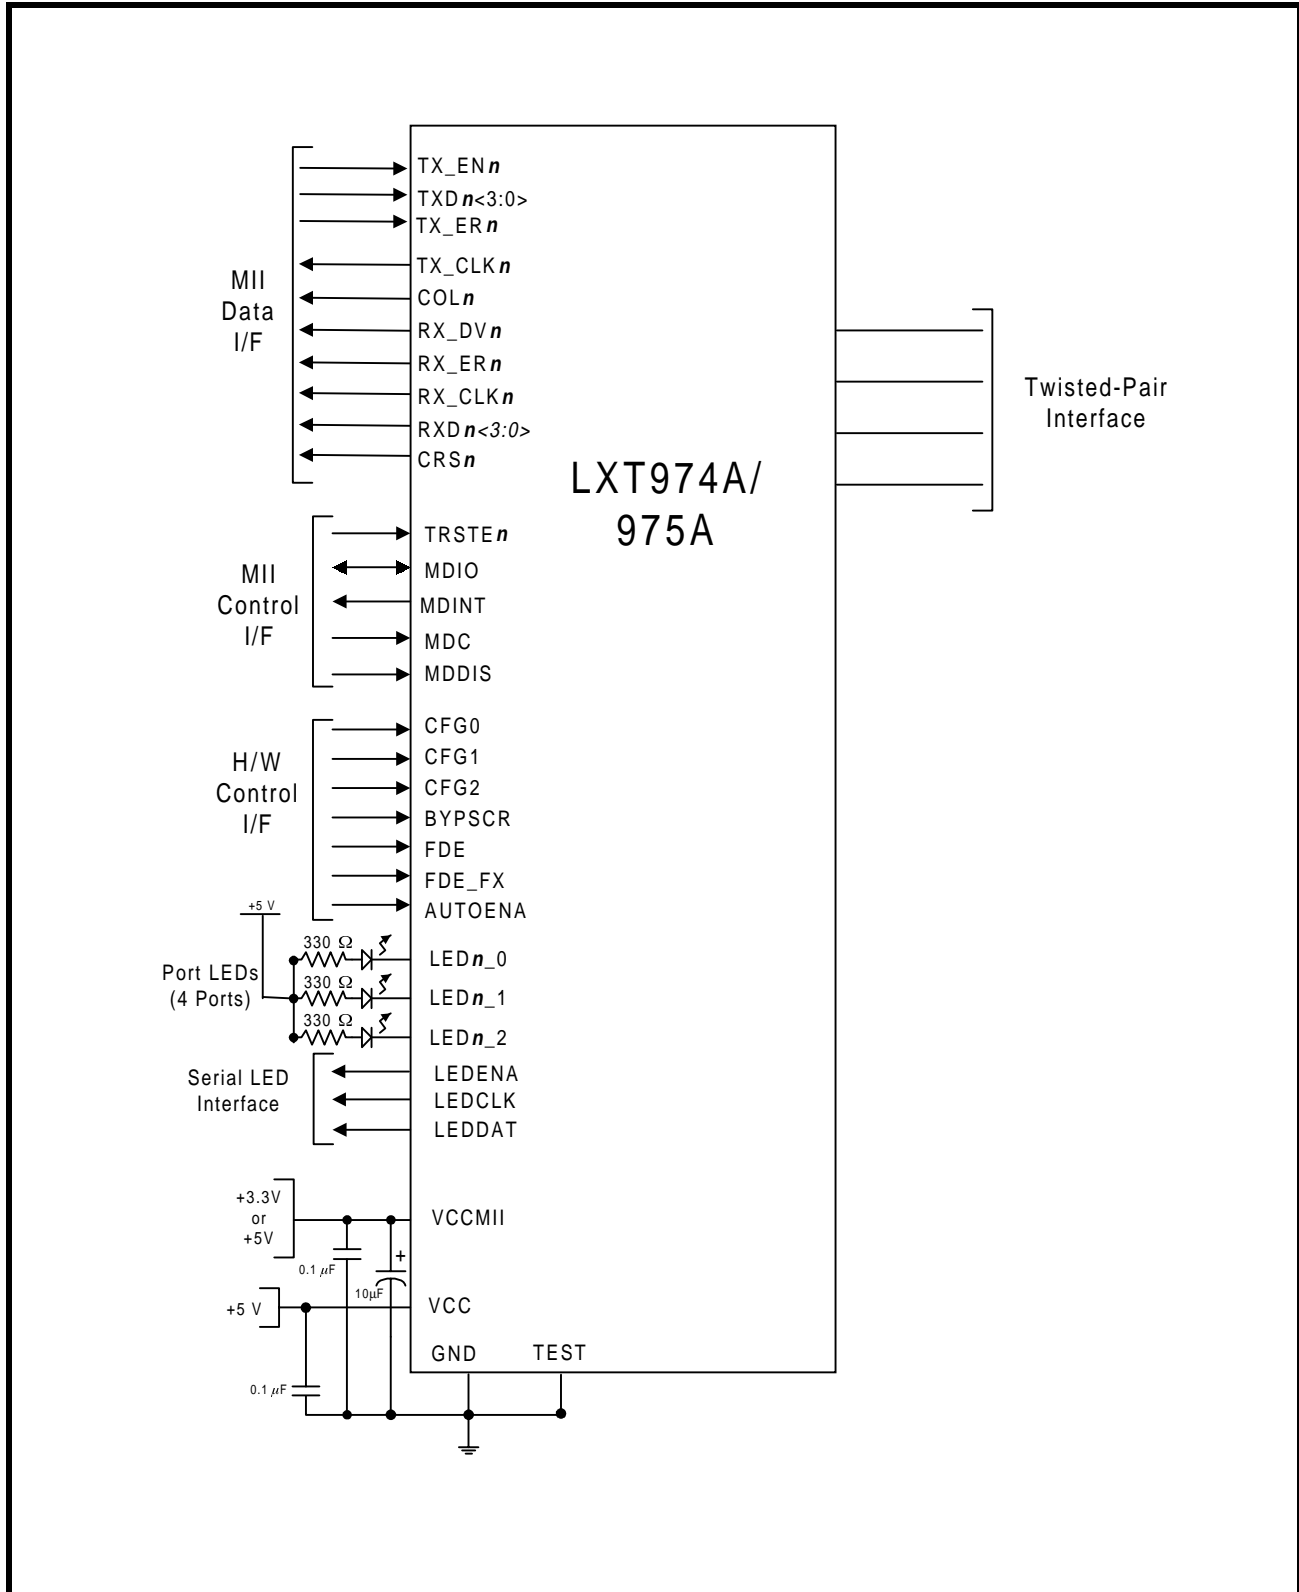 TX_ENn
TXDn<3:0>
TX_ERn
TX_CLKn
COLn
RX_DVn
RX_ERn
RX_CLKn
RXDn<3:0>
CRSn
MII
Data
I/F
LXT974A/
975A
Twisted-Pair
Interface
TRSTEn
MDIO
MDINT
MDC
MDDIS
MII
Control
I/F
CFG0
CFG1
CFG2
BYPSCR
FDE
FDE_FX
AUTOENA
H/W
Control
I/F
+5 V
330 Ω
330 Ω
330 Ω
Port LEDs
(4 Ports)
LEDn_0
LEDn_1
LEDn_2
Serial LED
Interface
LEDENA
LEDCLK
LEDDAT
+3.3V
or
+5V
VCCMII
0.1 μF
+
10μF
+5 V
VCC
0.1 μF
GND
TEST